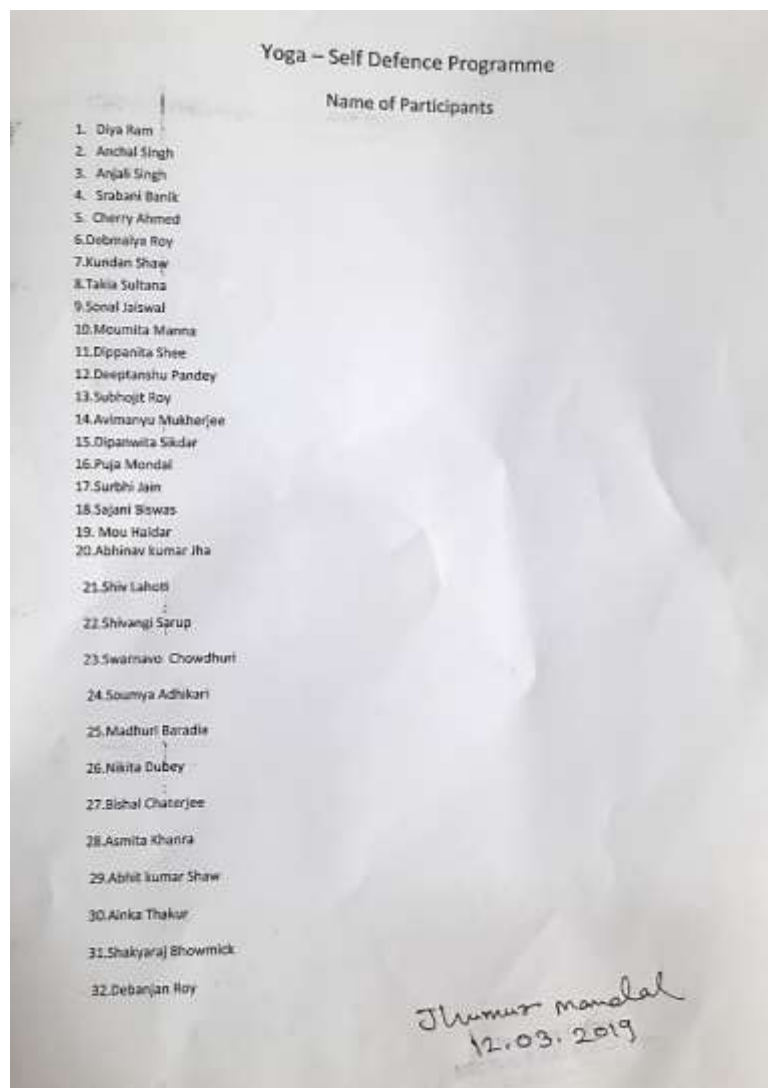 Yoga – Self Defence Programme
Name of Participants
1. Diya Ram
2. Anchal Singh
3. Anjali Singh
4. Srabani Banik
5. Cherry Ahmed
6.Debmalya Roy
7.Kundan Shaw
8.Takia Sultana
9.Sonal Jaiswal
10.Moumita Manna
11.Dippanita Shee
12.Deeptanshu Pandey
13.Subhojit Roy
14.Avimanyu Mukherjee
15.Dipanwita Sikdar
16.Puja Mondal
17.Surbhi Jain
18.Sajani Biswas
19. Mou Haldar
20.Abhinav kumar Jha
21.Shiv Lahoti
22.Shivangi Sarup
23.Swarnavo Chowdhuri
24.Soumya Adhikari
25.Madhuri Baradia
26.Nikita Dubey
27.Bishal Chaterjee
28.Asmita Khanra
29.Abhit kumar Shaw
30.Ainka Thakur
31.Shakyaraj Bhowmick
32.Debanjan Roy
Jhumur Mandal
12.03.2019